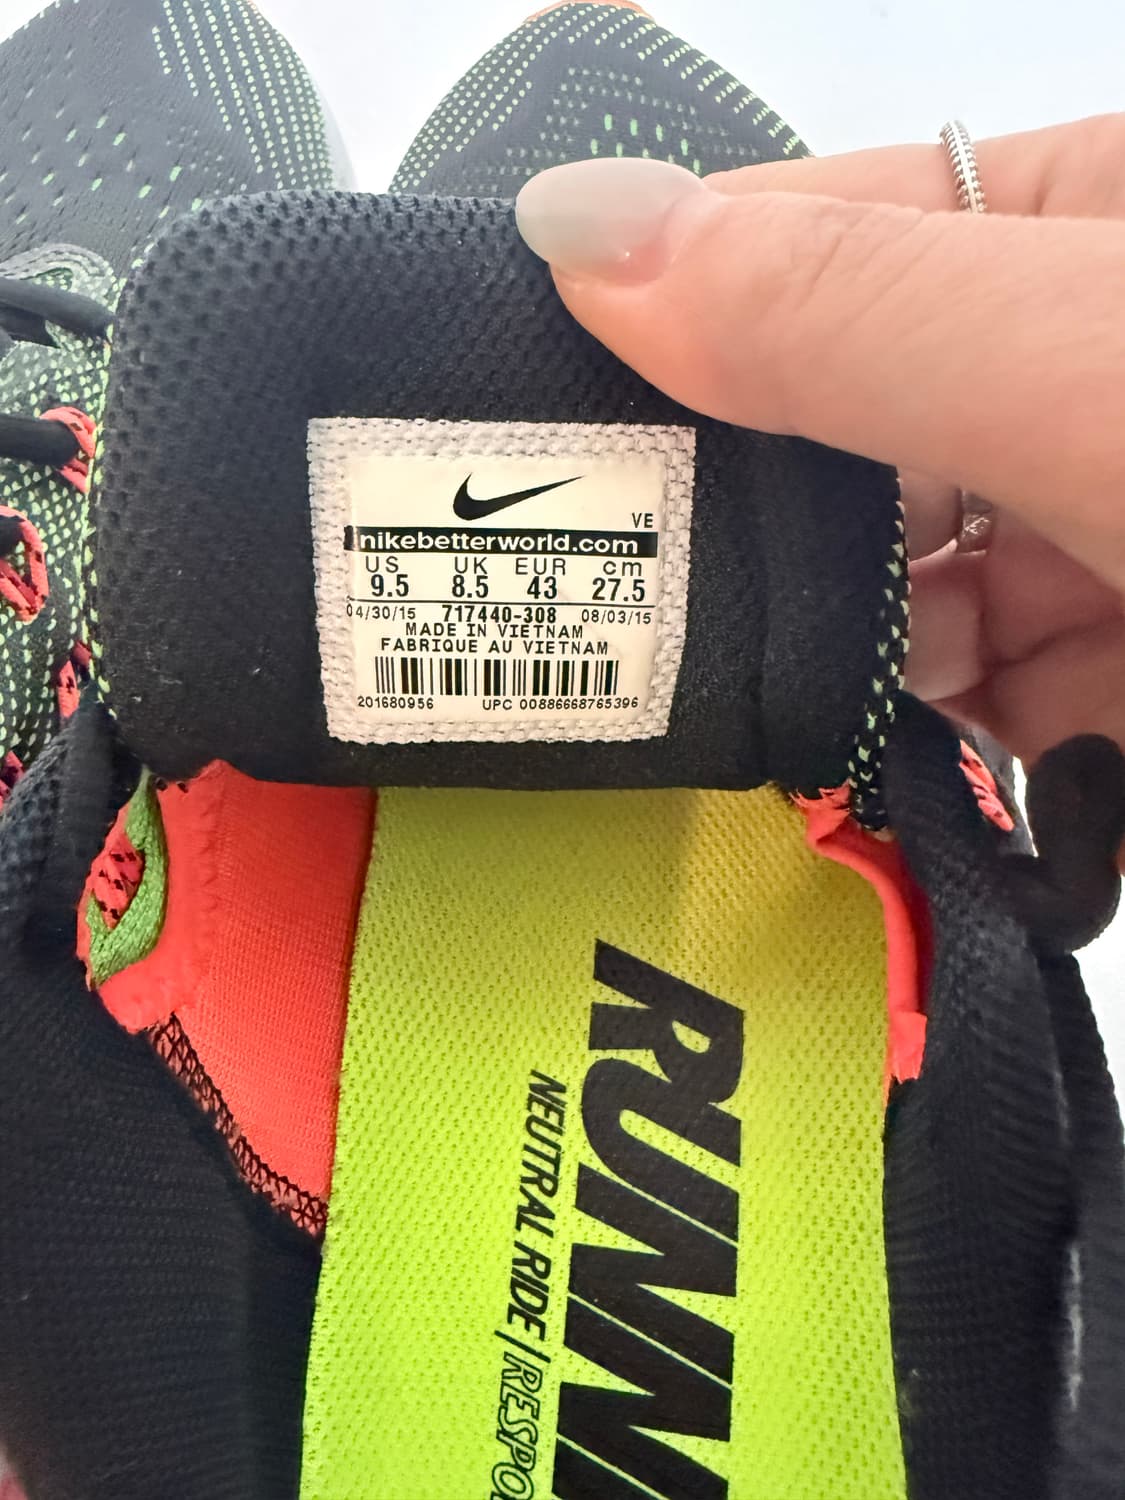 VE
nikebetterworld.com
US UK EUR cm
9.5 8.5 43 27.5
04/30/15 717440-308 08/03/15
MADE IN VIETNAM
FABRIQUE AU VIETNAM
201680956 UPC 00886668765396
RUNN
NEUTRAL RIDE/RESPO